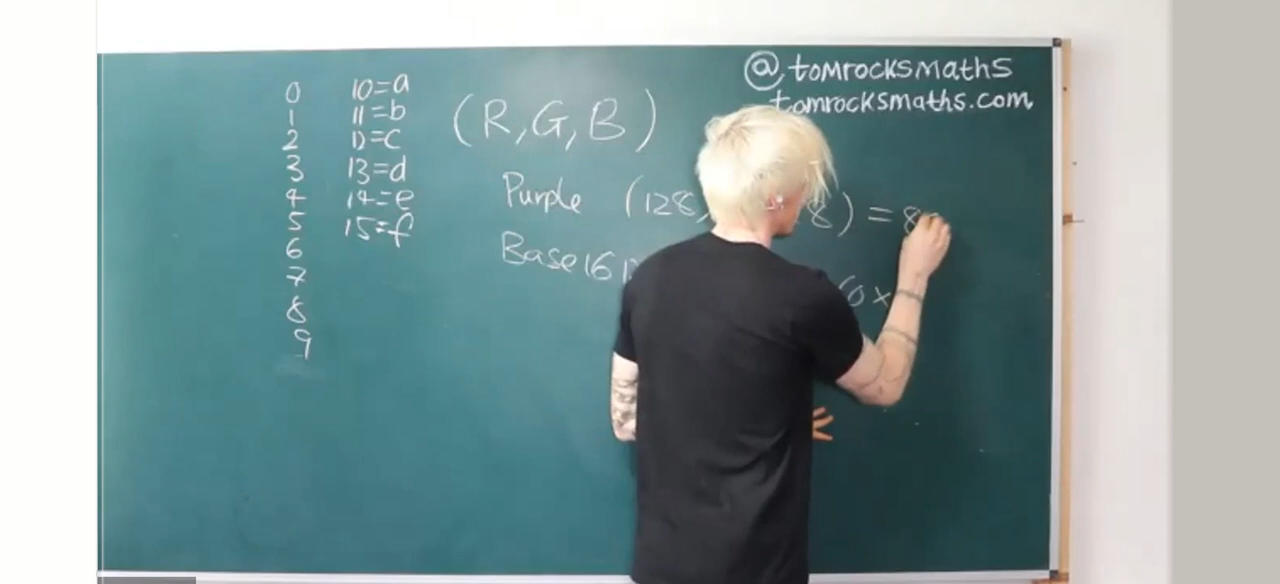 @tomrocksmaths
tomrocksmaths.com
0
1
2
3
4
5
6
7
8
9
10=a
11=b
12=c
13=d
14=e
15=f
(R,G,B)
Purple (128, 8) = 8
Base 16